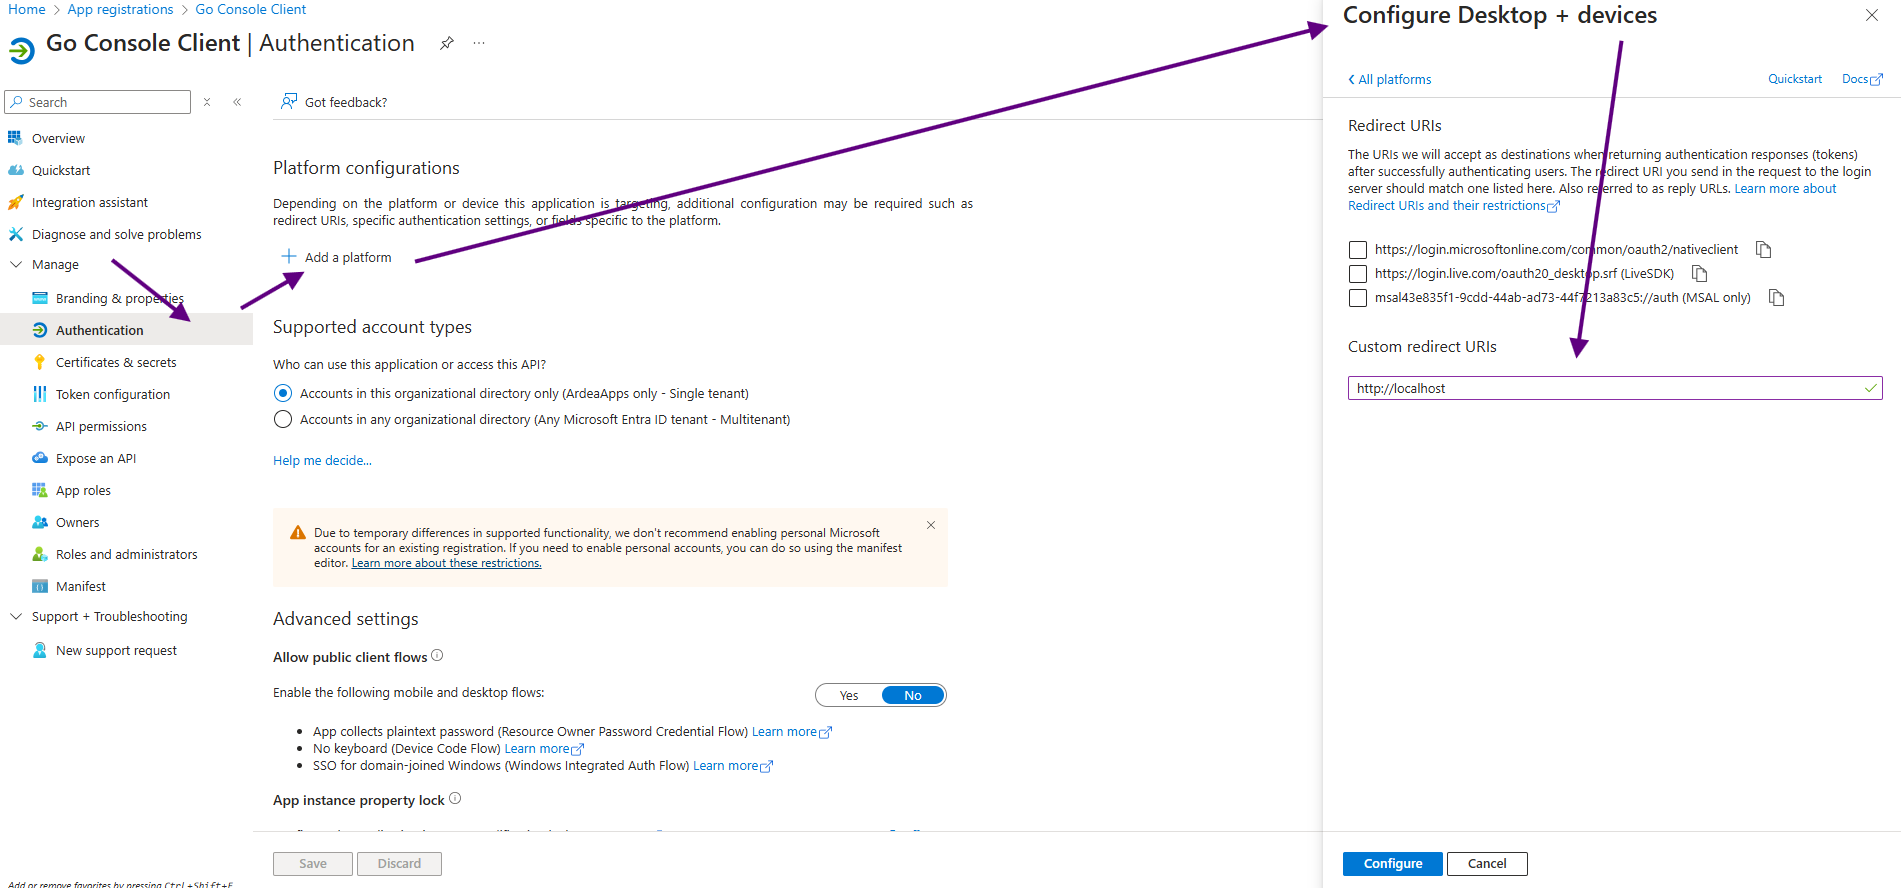 Home > App registrations > Go Console Client
Go Console Client | Authentication
Search
Overview
Quickstart
Integration assistant
Diagnose and solve problems
Manage
Branding & properties
Authentication
Certificates & secrets
Token configuration
API permissions
Expose an API
App roles
Owners
Roles and administrators
Manifest
Support + Troubleshooting
New support request
Add or remove favorites by pressing Ctrl+Shift+F
Got feedback?
Platform configurations
Depending on the platform or device this application is targeting, additional configuration may be required such as
redirect URIs, specific authentication settings, or fields specific to the platform.
Add a platform
Supported account types
Who can use this application or access this API?
Accounts in this organizational directory only (ArdeaApps only - Single tenant)
Accounts in any organizational directory (Any Microsoft Entra ID tenant - Multitenant)
Help me decide...
Due to temporary differences in supported functionality, we don't recommend enabling personal Microsoft
accounts for an existing registration. If you need to enable personal accounts, you can do so using the manifest
editor. Learn more about these restrictions.
Advanced settings
Allow public client flows
Enable the following mobile and desktop flows:
Yes No
• App collects plaintext password (Resource Owner Password Credential Flow) Learn more
• No keyboard (Device Code Flow) Learn more
• SSO for domain-joined Windows (Windows Integrated Auth Flow) Learn more
App instance property lock
Save Discard
Configure Desktop + devices
All platforms
Quickstart Docs
Redirect URIs
The URIs we will accept as destinations when returning authentication responses (tokens)
after successfully authenticating users. The redirect URI you send in the request to the login
server should match one listed here. Also referred to as reply URLs. Learn more about
Redirect URIs and their restrictions
https://login.microsoftonline.com/common/oauth2/nativeclient
https://login.live.com/oauth20_desktop.srf (LiveSDK)
msal43e835f1-9cdd-44ab-ad73-44f7213a83c5://auth (MSAL only)
Custom redirect URIs
http://localhost
Configure Cancel